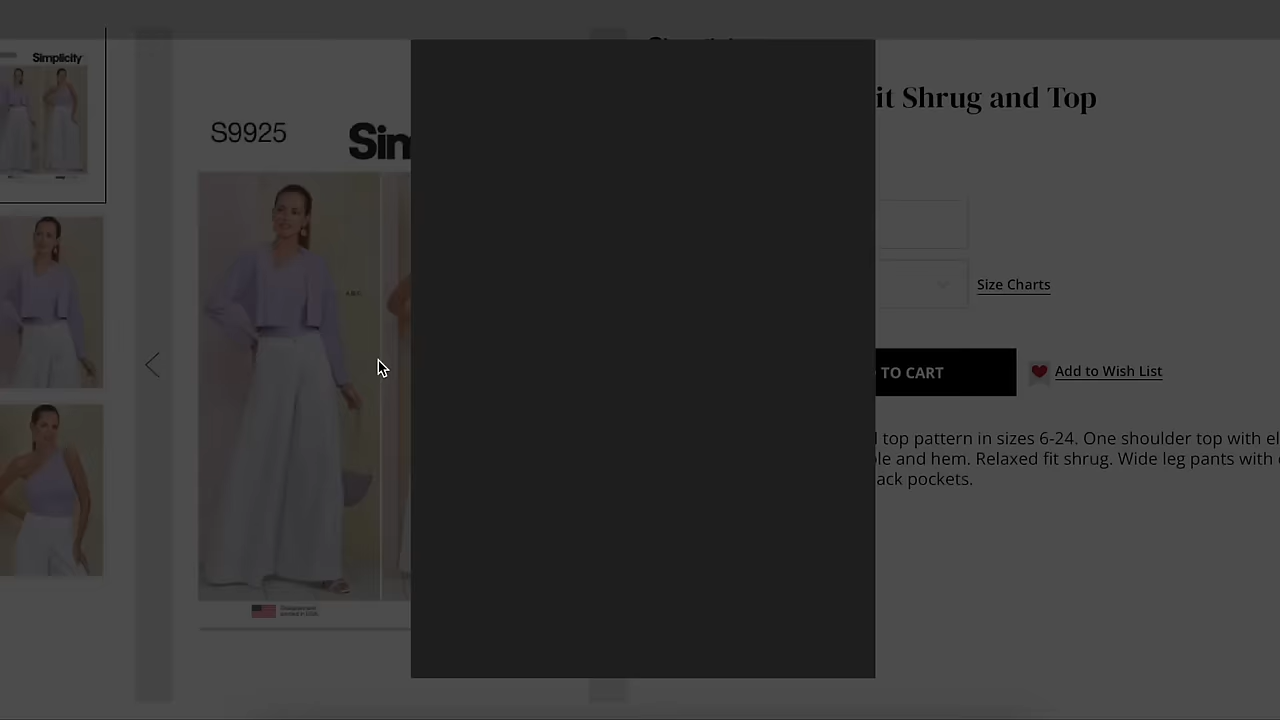 Simplicity
S9925
Sim
it Shrug and Top
Size Charts
TO CART
Add to Wish List
top pattern in sizes 6-24. One shoulder top with el
le and hem. Relaxed fit shrug. Wide leg pants with
ack pockets.